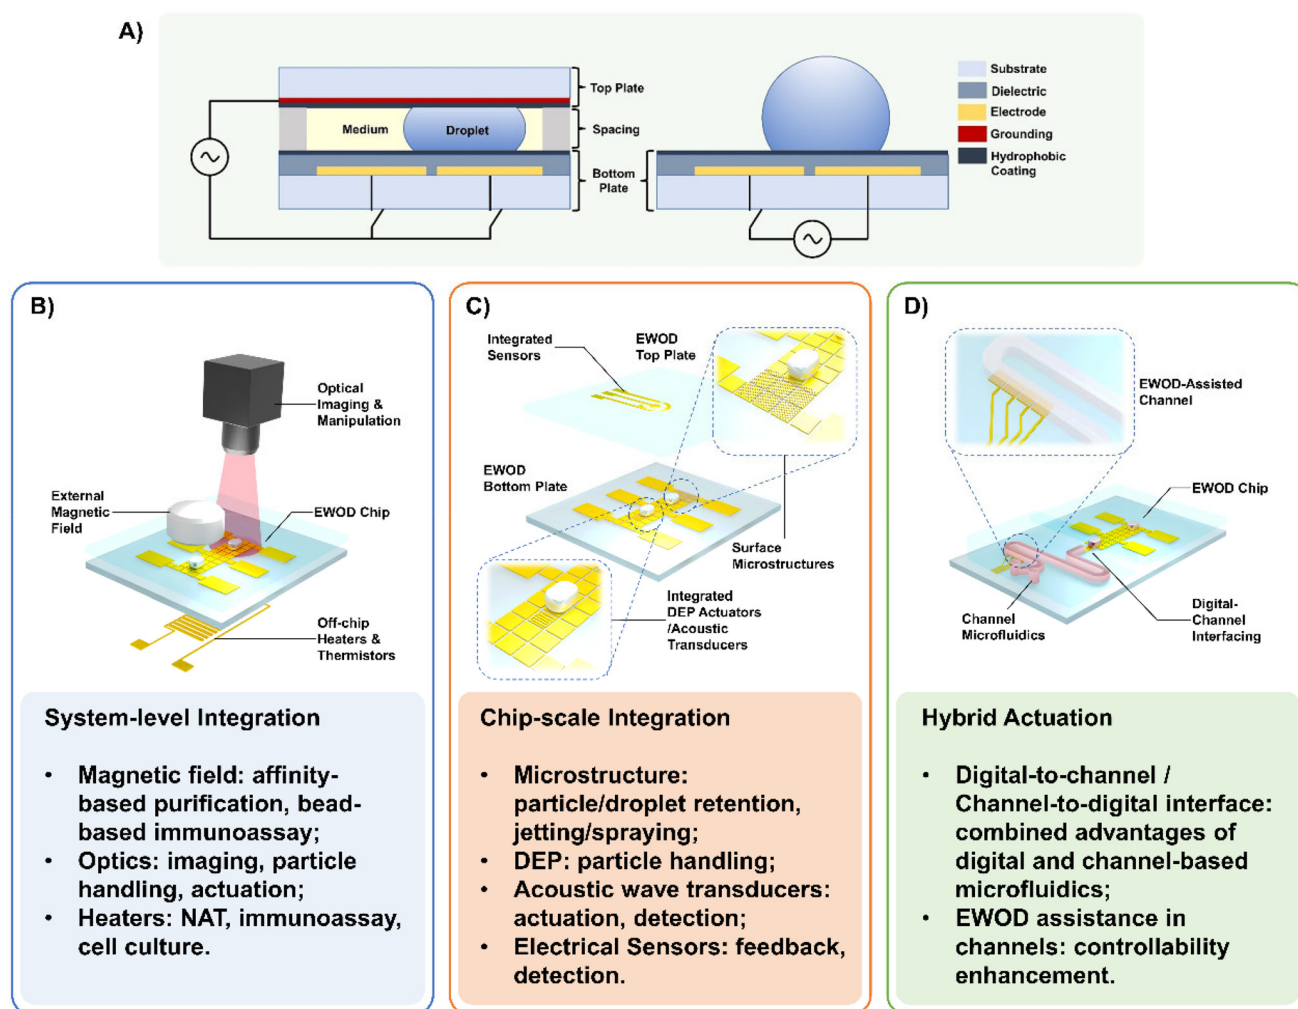 A)
Top Plate
Medium
Droplet
Spacing
Bottom
Plate
Substrate
Dielectric
Electrode
Grounding
Hydrophobic
Coating
B)
Optical
Imaging &
Manipulation
External
Magnetic
Field
EWOD Chip
Off-chip
Heaters &
Thermistors
System-level Integration
• Magnetic field: affinity-
based purification, bead-
based immunoassay;
• Optics: imaging, particle
handling, actuation;
• Heaters: NAT, immunoassay,
cell culture.
C)
Integrated
Sensors
EWOD
Top Plate
EWOD
Bottom Plate
Surface
Microstructures
Integrated
DEP Actuators
/Acoustic
Transducers
Chip-scale Integration
• Microstructure:
particle/droplet retention,
jetting/spraying;
• DEP: particle handling;
• Acoustic wave transducers:
actuation, detection;
• Electrical Sensors: feedback,
detection.
D)
EWOD-Assisted
Channel
EWOD Chip
Channel
Microfluidics
Digital-
Channel
Interfacing
Hybrid Actuation
• Digital-to-channel /
Channel-to-digital interface:
combined advantages of
digital and channel-based
microfluidics;
• EWOD assistance in
channels: controllability
enhancement.